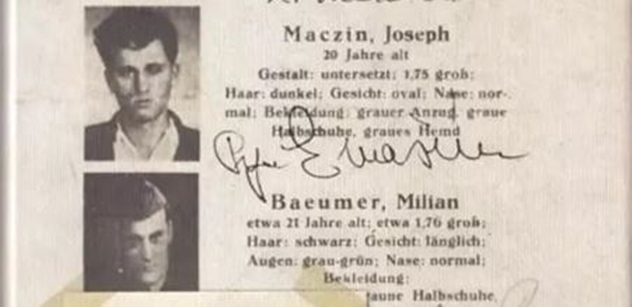 Maczin, Joseph
20 Jahre alt
Gestalt: untersetzt; 1,75 groß;
Haar: dunkel; Gesicht: oval; Nase: nor-
mal; Bekleidung: grauer Anzug, graue
Halbschuhe, graues Hemd
Baeumer, Milian
etwa 21 Jahre alt; etwa 1,76 groß;
Haar: schwarz; Gesicht: länglich;
Augen: grau-grün; Nase: normal;
Bekleidung:
aune Halbschuhe,